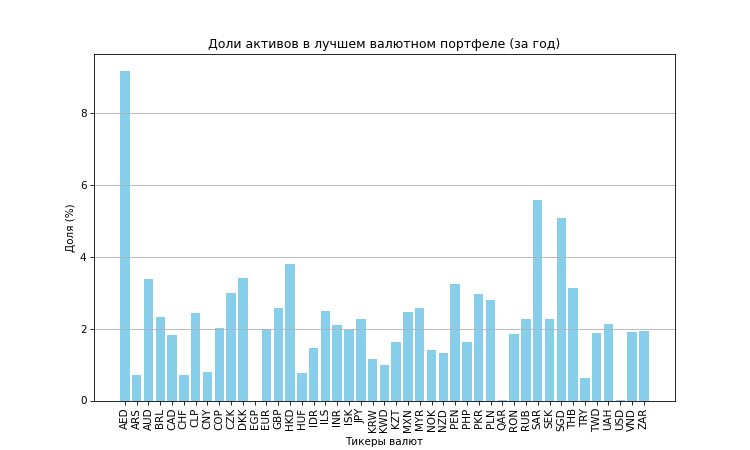 Доли активов в лучшем валютном портфеле (за год)
Доля (%)
8
6
4
2
0
AED ARS AUD BRL CAD CHF CLP CNY COP CZK DKK EGP EUR GBP HKD HUF IDR ILS INR ISK JPY KRW KWD KZT MXN MYR NOK NZD PEN PHP PKR PLN QAR RON RUB SAR SEK SGD THB TRY TWD UAH USD VND ZAR
Тикеры валют